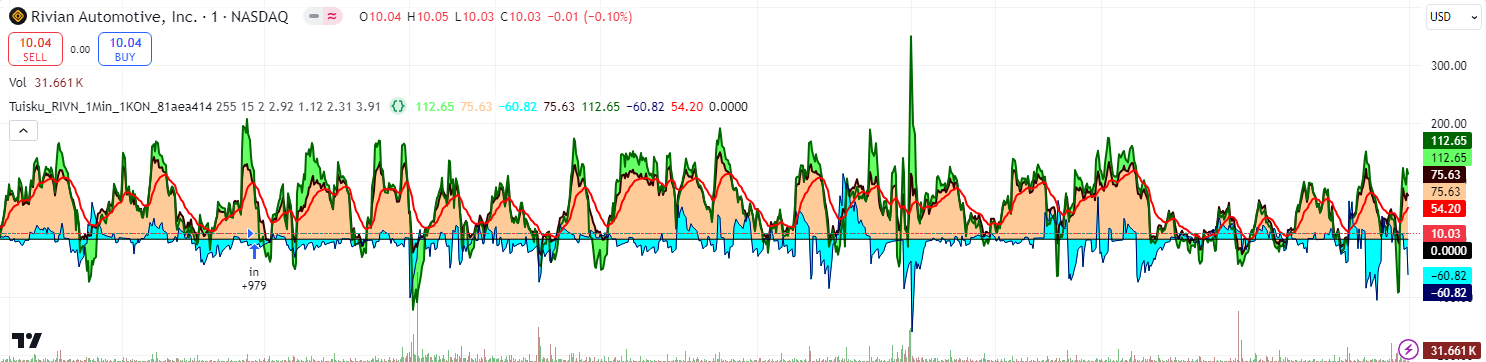 Rivian Automotive, Inc. · 1 · NASDAQ O10.04 H10.05 L10.03 C10.03 −0.01 (−0.10%)
USD
10.04 SELL
0.00
10.04 BUY
Vol 31.661 K
300.00
Tuisku_RIVN_1Min_1KON_81aea414 255 15 2 2.92 1.12 2.31 3.91 {} 112.65 75.63 −60.82 75.63 112.65 −60.82 54.20 0.0000
200.00
112.65
112.65
75.63
75.63
54.20
10.03
0.0000
−60.82
−60.82
in
+979
31.661 K